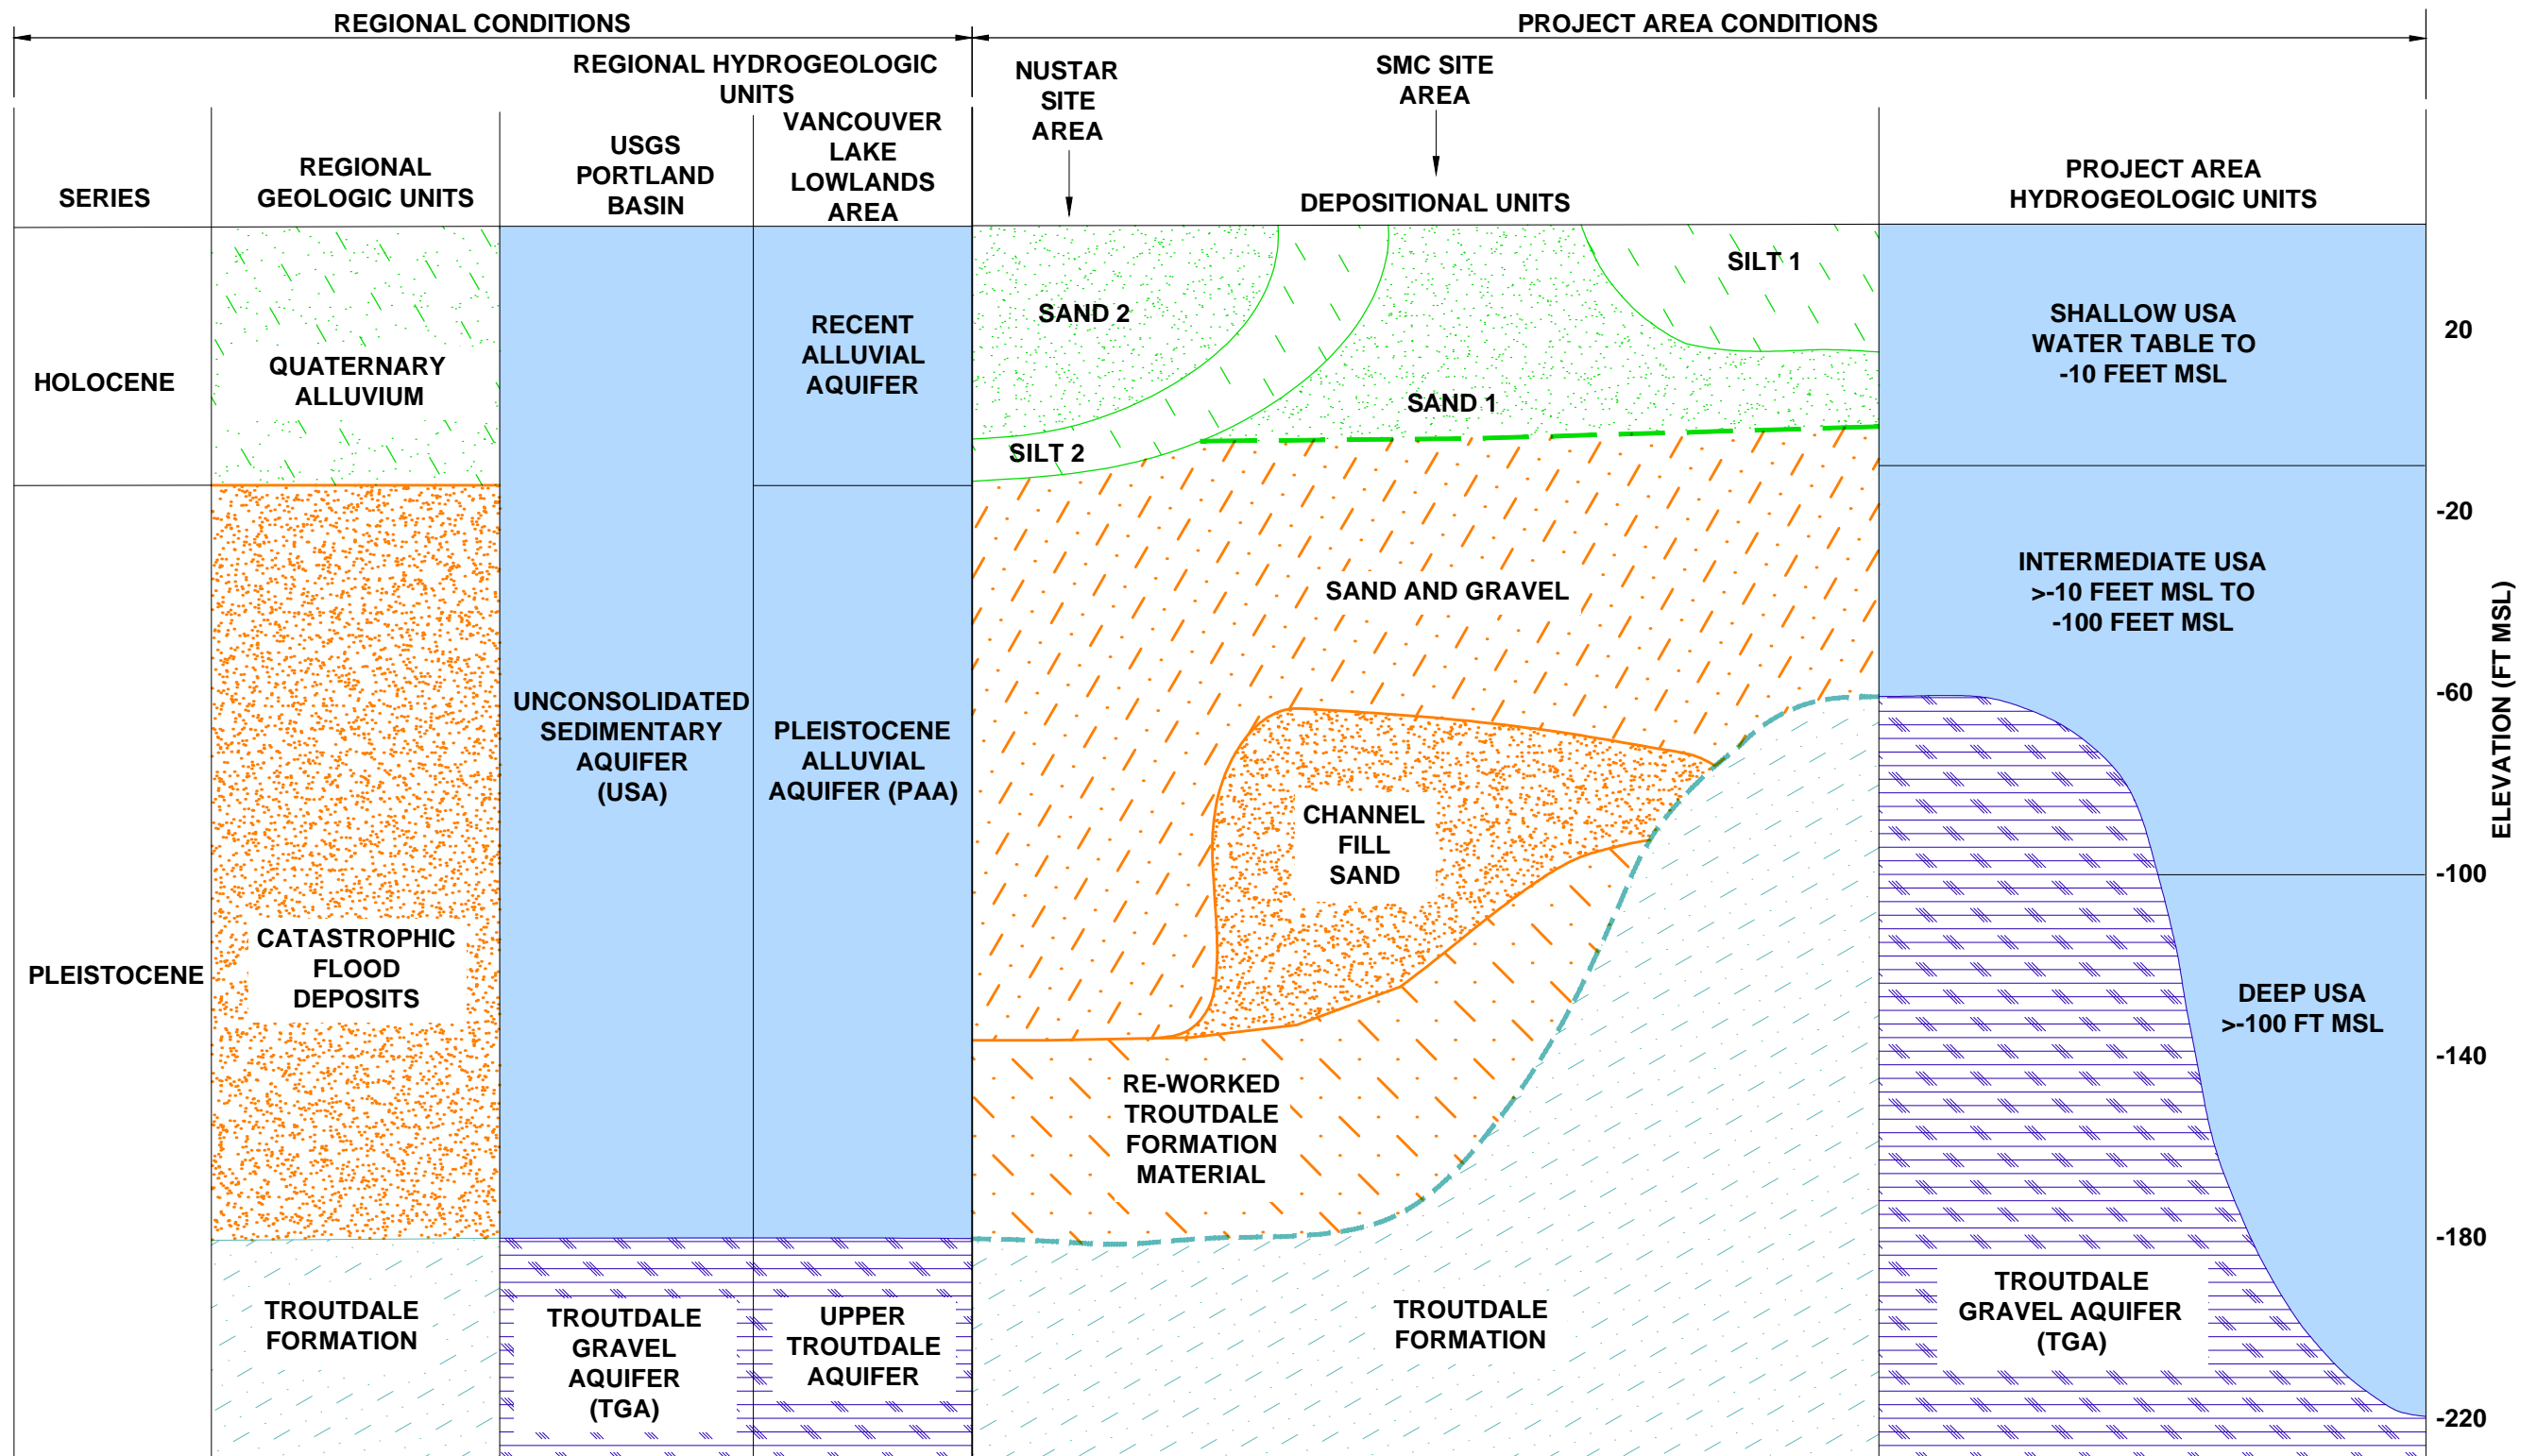 REGIONAL CONDITIONS
PROJECT AREA CONDITIONS
REGIONAL HYDROGEOLOGIC
UNITS
NUSTAR
SITE
AREA
SMC SITE
AREA
SERIES
REGIONAL
GEOLOGIC UNITS
USGS
PORTLAND
BASIN
VANCOUVER
LAKE
LOWLANDS
AREA
DEPOSITIONAL UNITS
PROJECT AREA
HYDROGEOLOGIC UNITS
HOLOCENE
QUATERNARY
ALLUVIUM
RECENT
ALLUVIAL
AQUIFER
SAND 2
SILT 2
SAND 1
SILT 1
SHALLOW USA
WATER TABLE TO
-10 FEET MSL
PLEISTOCENE
CATASTROPHIC
FLOOD
DEPOSITS
UNCONSOLIDATED
SEDIMENTARY
AQUIFER
(USA)
PLEISTOCENE
ALLUVIAL
AQUIFER (PAA)
SAND AND GRAVEL
CHANNEL
FILL
SAND
RE-WORKED
TROUTDALE
FORMATION
MATERIAL
INTERMEDIATE USA
>-10 FEET MSL TO
-100 FEET MSL
DEEP USA
>-100 FT MSL
TROUTDALE
FORMATION
TROUTDALE
GRAVEL
AQUIFER
(TGA)
UPPER
TROUTDALE
AQUIFER
TROUTDALE
FORMATION
TROUTDALE
GRAVEL AQUIFER
(TGA)
20
-20
-60
-100
-140
-180
-220
ELEVATION (FT MSL)